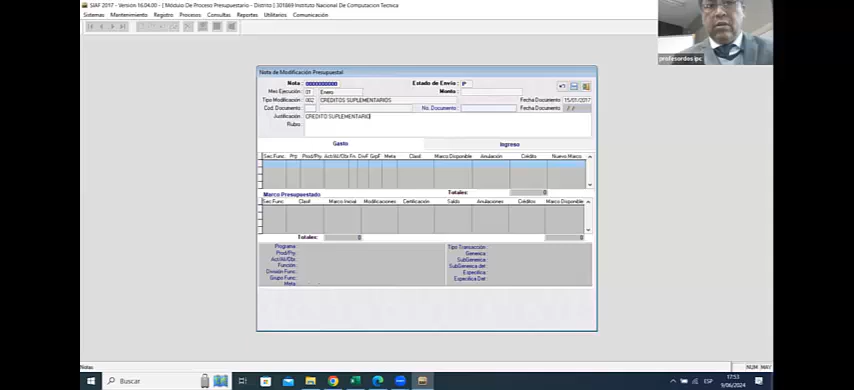 SIAF 2017 - Version 16.04.00 - [ Módulo De Proceso Presupuestario - Distrito ] 301869 Instituto Nacional De Computacion Tecnica
Sistemas Mantenimiento Registro Procesos Consultas Reportes Utilitarios Comunicación
profesordos ipc
Nota de Modificación Presupuestal
Nota : 0000000000 Estado de Envío : P
Mes Ejecución : 01 Enero Monto :
Tipo Modificación : 002 CREDITOS SUPLEMENTARIOS Fecha Documento 15/01/2017
Cod. Documento : No. Documento : Fecha Documento / /
Justificación : CREDITO SUPLEMENTARIO
Rubro
Gasto Ingreso
Sec.Func. Prg Prod/Pry Act/AI/Obr Fn. DivF GrpF Meta Clasif. Marco Disponible Anulación Crédito Nuevo Marco
Totales: 0
Marco Presupuestado
Sec.Func. Clasif. Marco Inicial Modificaciones Certificación Saldo Anulaciones Créditos Marco Disponible
Totales: 0 0
Programa : Tipo Transacción :
Prod/Pry : Generica :
Act/AI/Obr : SubGenerica :
Función : SubGenerica det :
División Func : Específica :
Grupo Func. : Específica Det :
Meta :
Notas NUM MAY
Buscar ESP 17:53
9/06/2024